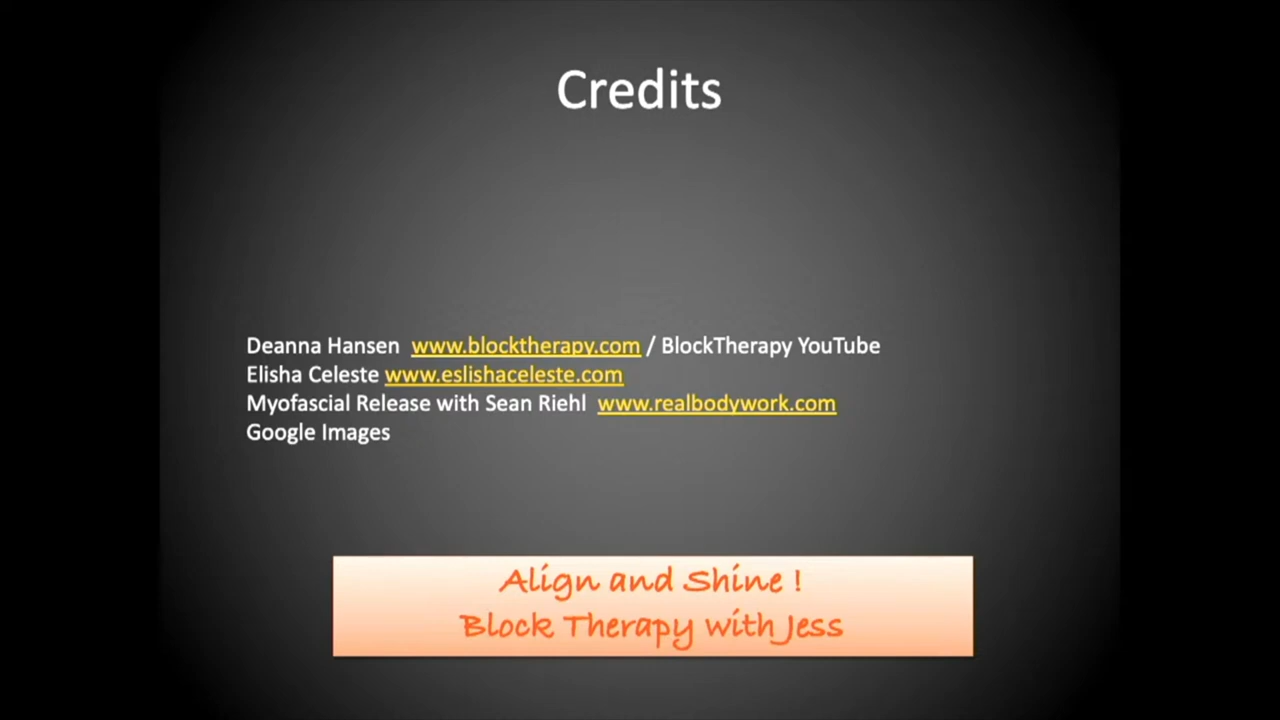 Credits
Deanna Hansen www.blocktherapy.com / BlockTherapy YouTube
Elisha Celeste www.eslishaceleste.com
Myofascial Release with Sean Riehl www.realbodywork.com
Google Images
Align and Shine !
Block Therapy with Jess